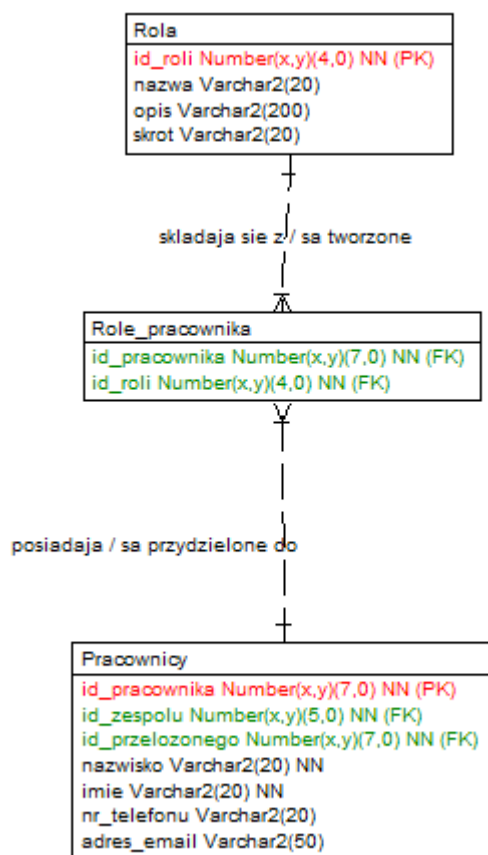 Rola
id_roli Number(x,y)(4,0) NN (PK)
nazwa Varchar2(20)
opis Varchar2(200)
skrot Varchar2(20)
skladaja sie z / sa tworzone
Role_pracownika
id_pracownika Number(x,y)(7,0) NN (FK)
id_roli Number(x,y)(4,0) NN (FK)
posiadaja / sa przydzielone do
Pracownicy
id_pracownika Number(x,y)(7,0) NN (PK)
id_zespolu Number(x,y)(5,0) NN (FK)
id_przelozonego Number(x,y)(7,0) NN (FK)
nazwisko Varchar2(20) NN
imie Varchar2(20) NN
nr_telefonu Varchar2(20)
adres_email Varchar2(50)